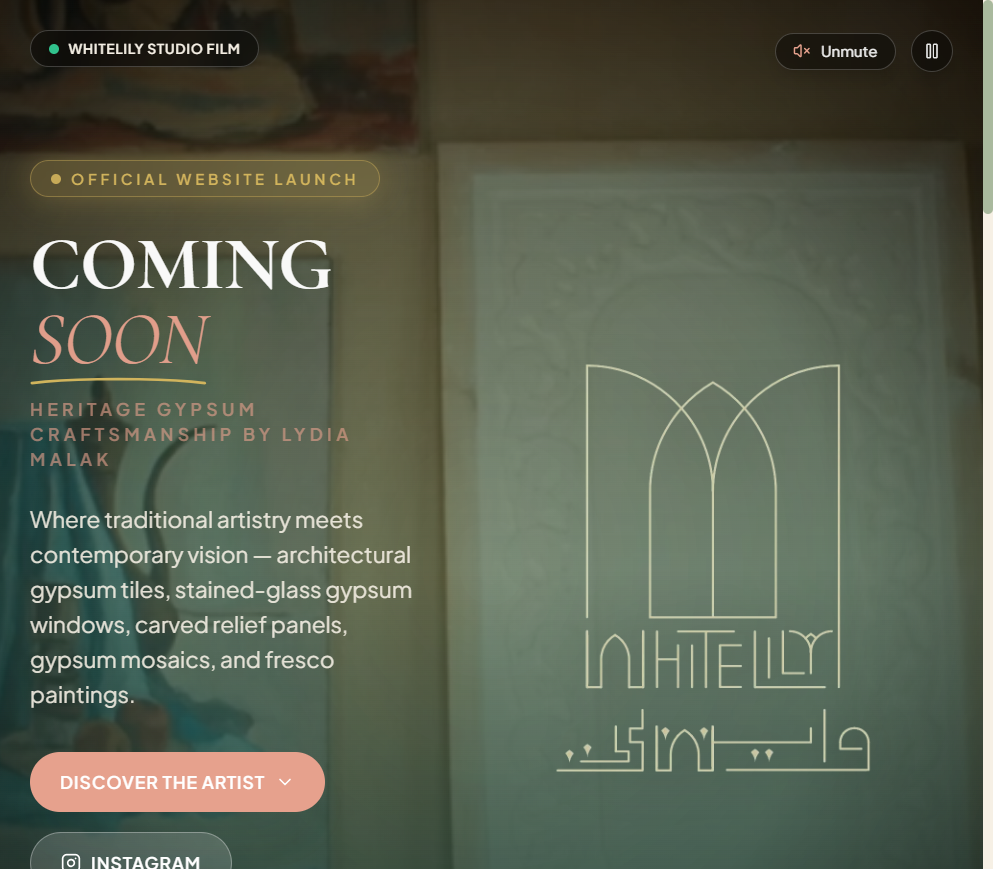 WHITELILY STUDIO FILM
Unmute
OFFICIAL WEBSITE LAUNCH
COMING
SOON
HERITAGE GYPSUM
CRAFTSMANSHIP BY LYDIA
MALAK
Where traditional artistry meets
contemporary vision — architectural
gypsum tiles, stained-glass gypsum
windows, carved relief panels,
gypsum mosaics, and fresco
paintings.
DISCOVER THE ARTIST
INSTAGRAM
WHITELILY